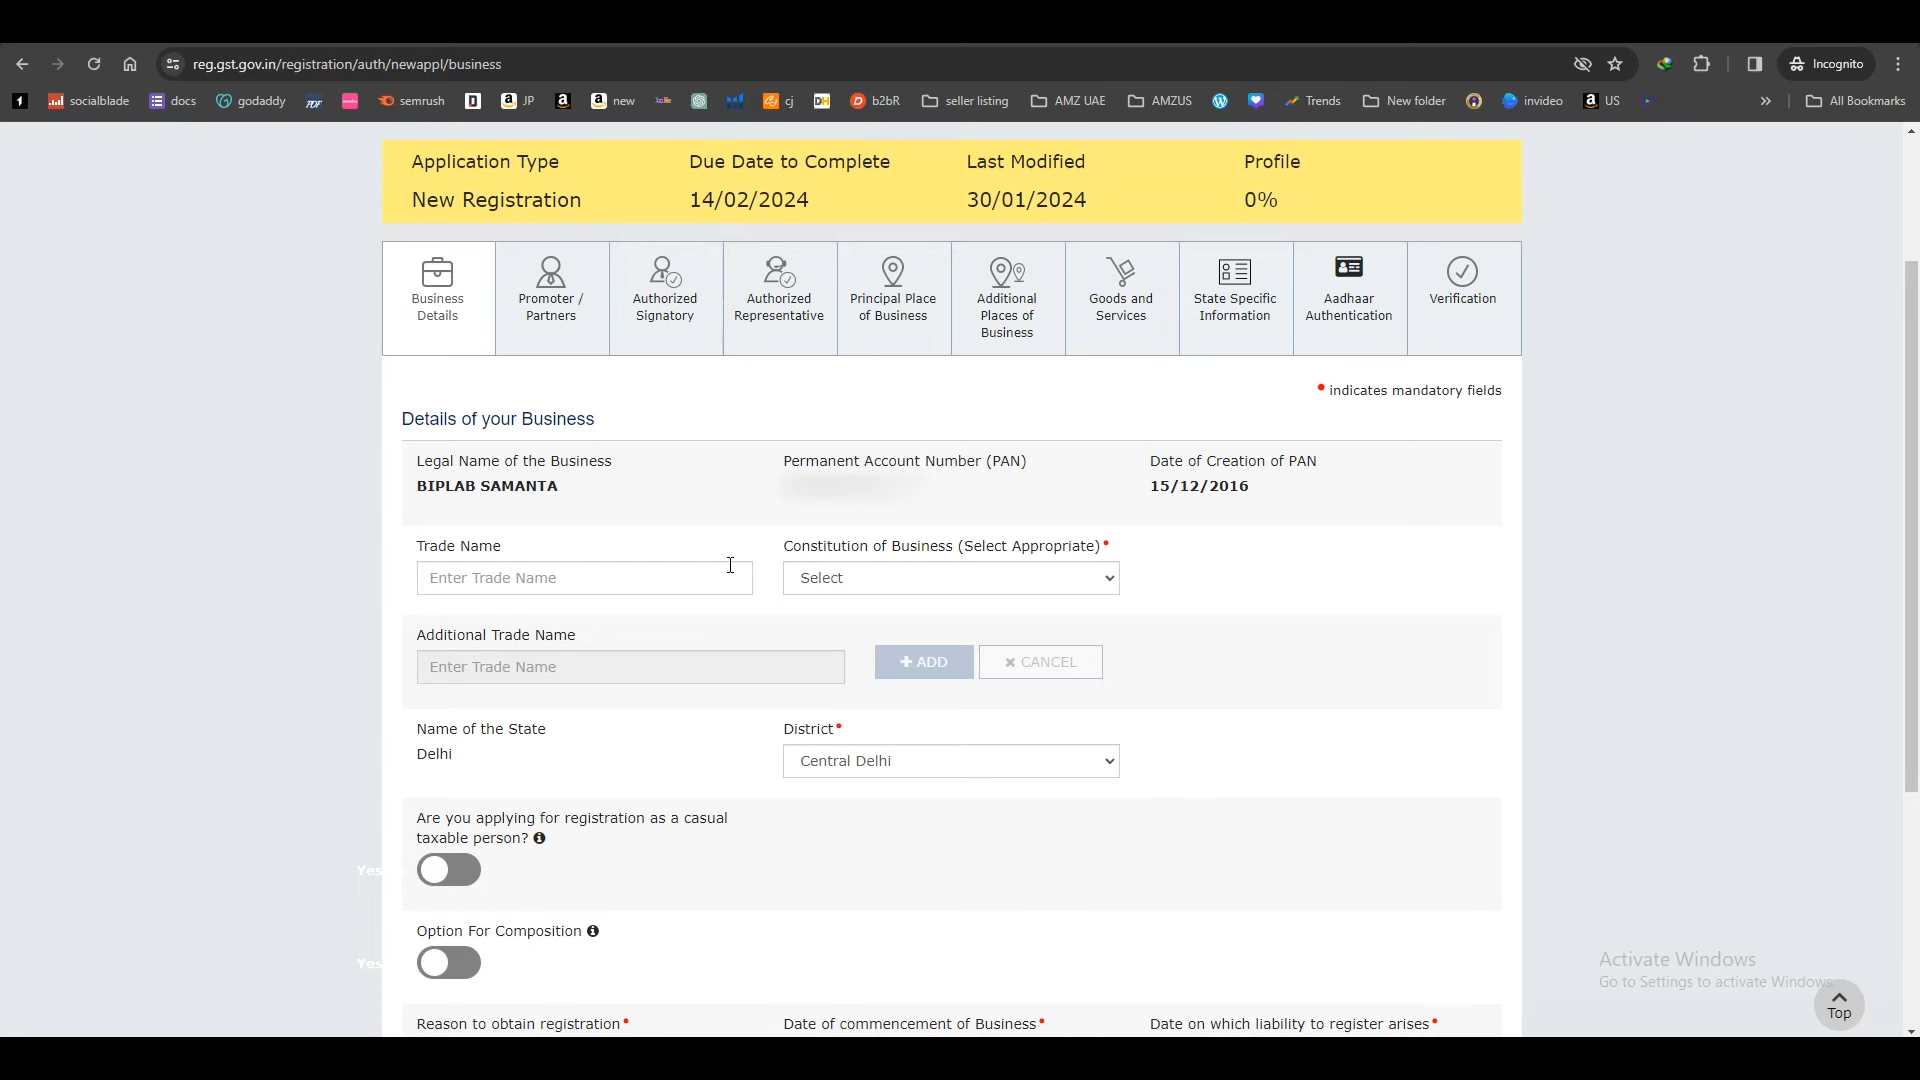 reg.gst.gov.in/registration/auth/newappl/business
Incognito
socialblade
docs
godaddy
PDF
semrush
JP
new
cj
b2bR
seller listing
AMZ UAE
AMZUS
Trends
New folder
invideo
US
»
All Bookmarks
Application Type Due Date to Complete Last Modified Profile
New Registration 14/02/2024 30/01/2024 0%
Business
Details
Promoter /
Partners
Authorized
Signatory
Authorized
Representative
Principal Place
of Business
Additional
Places of
Business
Goods and
Services
State Specific
Information
Aadhaar
Authentication
Verification
• indicates mandatory fields
Details of your Business
Legal Name of the Business Permanent Account Number (PAN) Date of Creation of PAN
BIPLAB SAMANTA 15/12/2016
Trade Name Constitution of Business (Select Appropriate)•
Enter Trade Name Select
Additional Trade Name
Enter Trade Name + ADD × CANCEL
Name of the State District•
Delhi Central Delhi
Are you applying for registration as a casual
taxable person?
Yes
Option For Composition
Yes
Activate Windows
Go to Settings to activate Windows.
Top
Reason to obtain registration• Date of commencement of Business• Date on which liability to register arises•